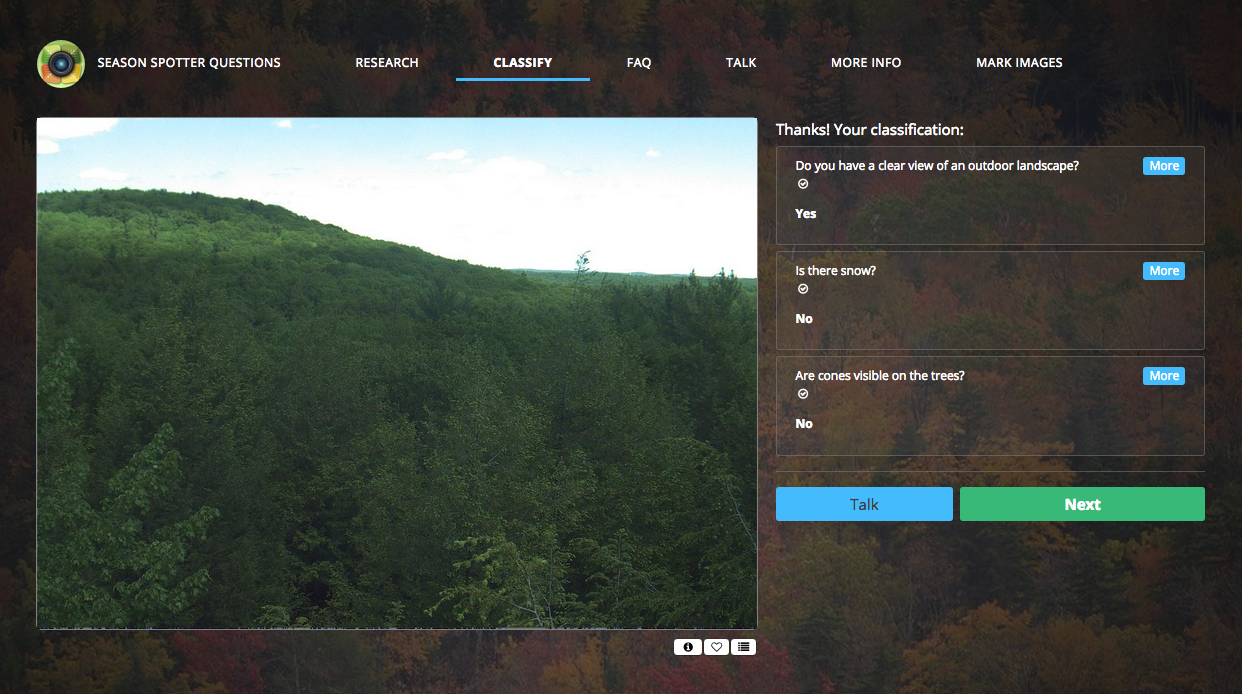 SEASON SPOTTER QUESTIONS
RESEARCH
CLASSIFY
FAQ
TALK
MORE INFO
MARK IMAGES
Thanks! Your classification:
Do you have a clear view of an outdoor landscape?
More
Yes
Is there snow?
More
No
Are cones visible on the trees?
More
No
Talk
Next